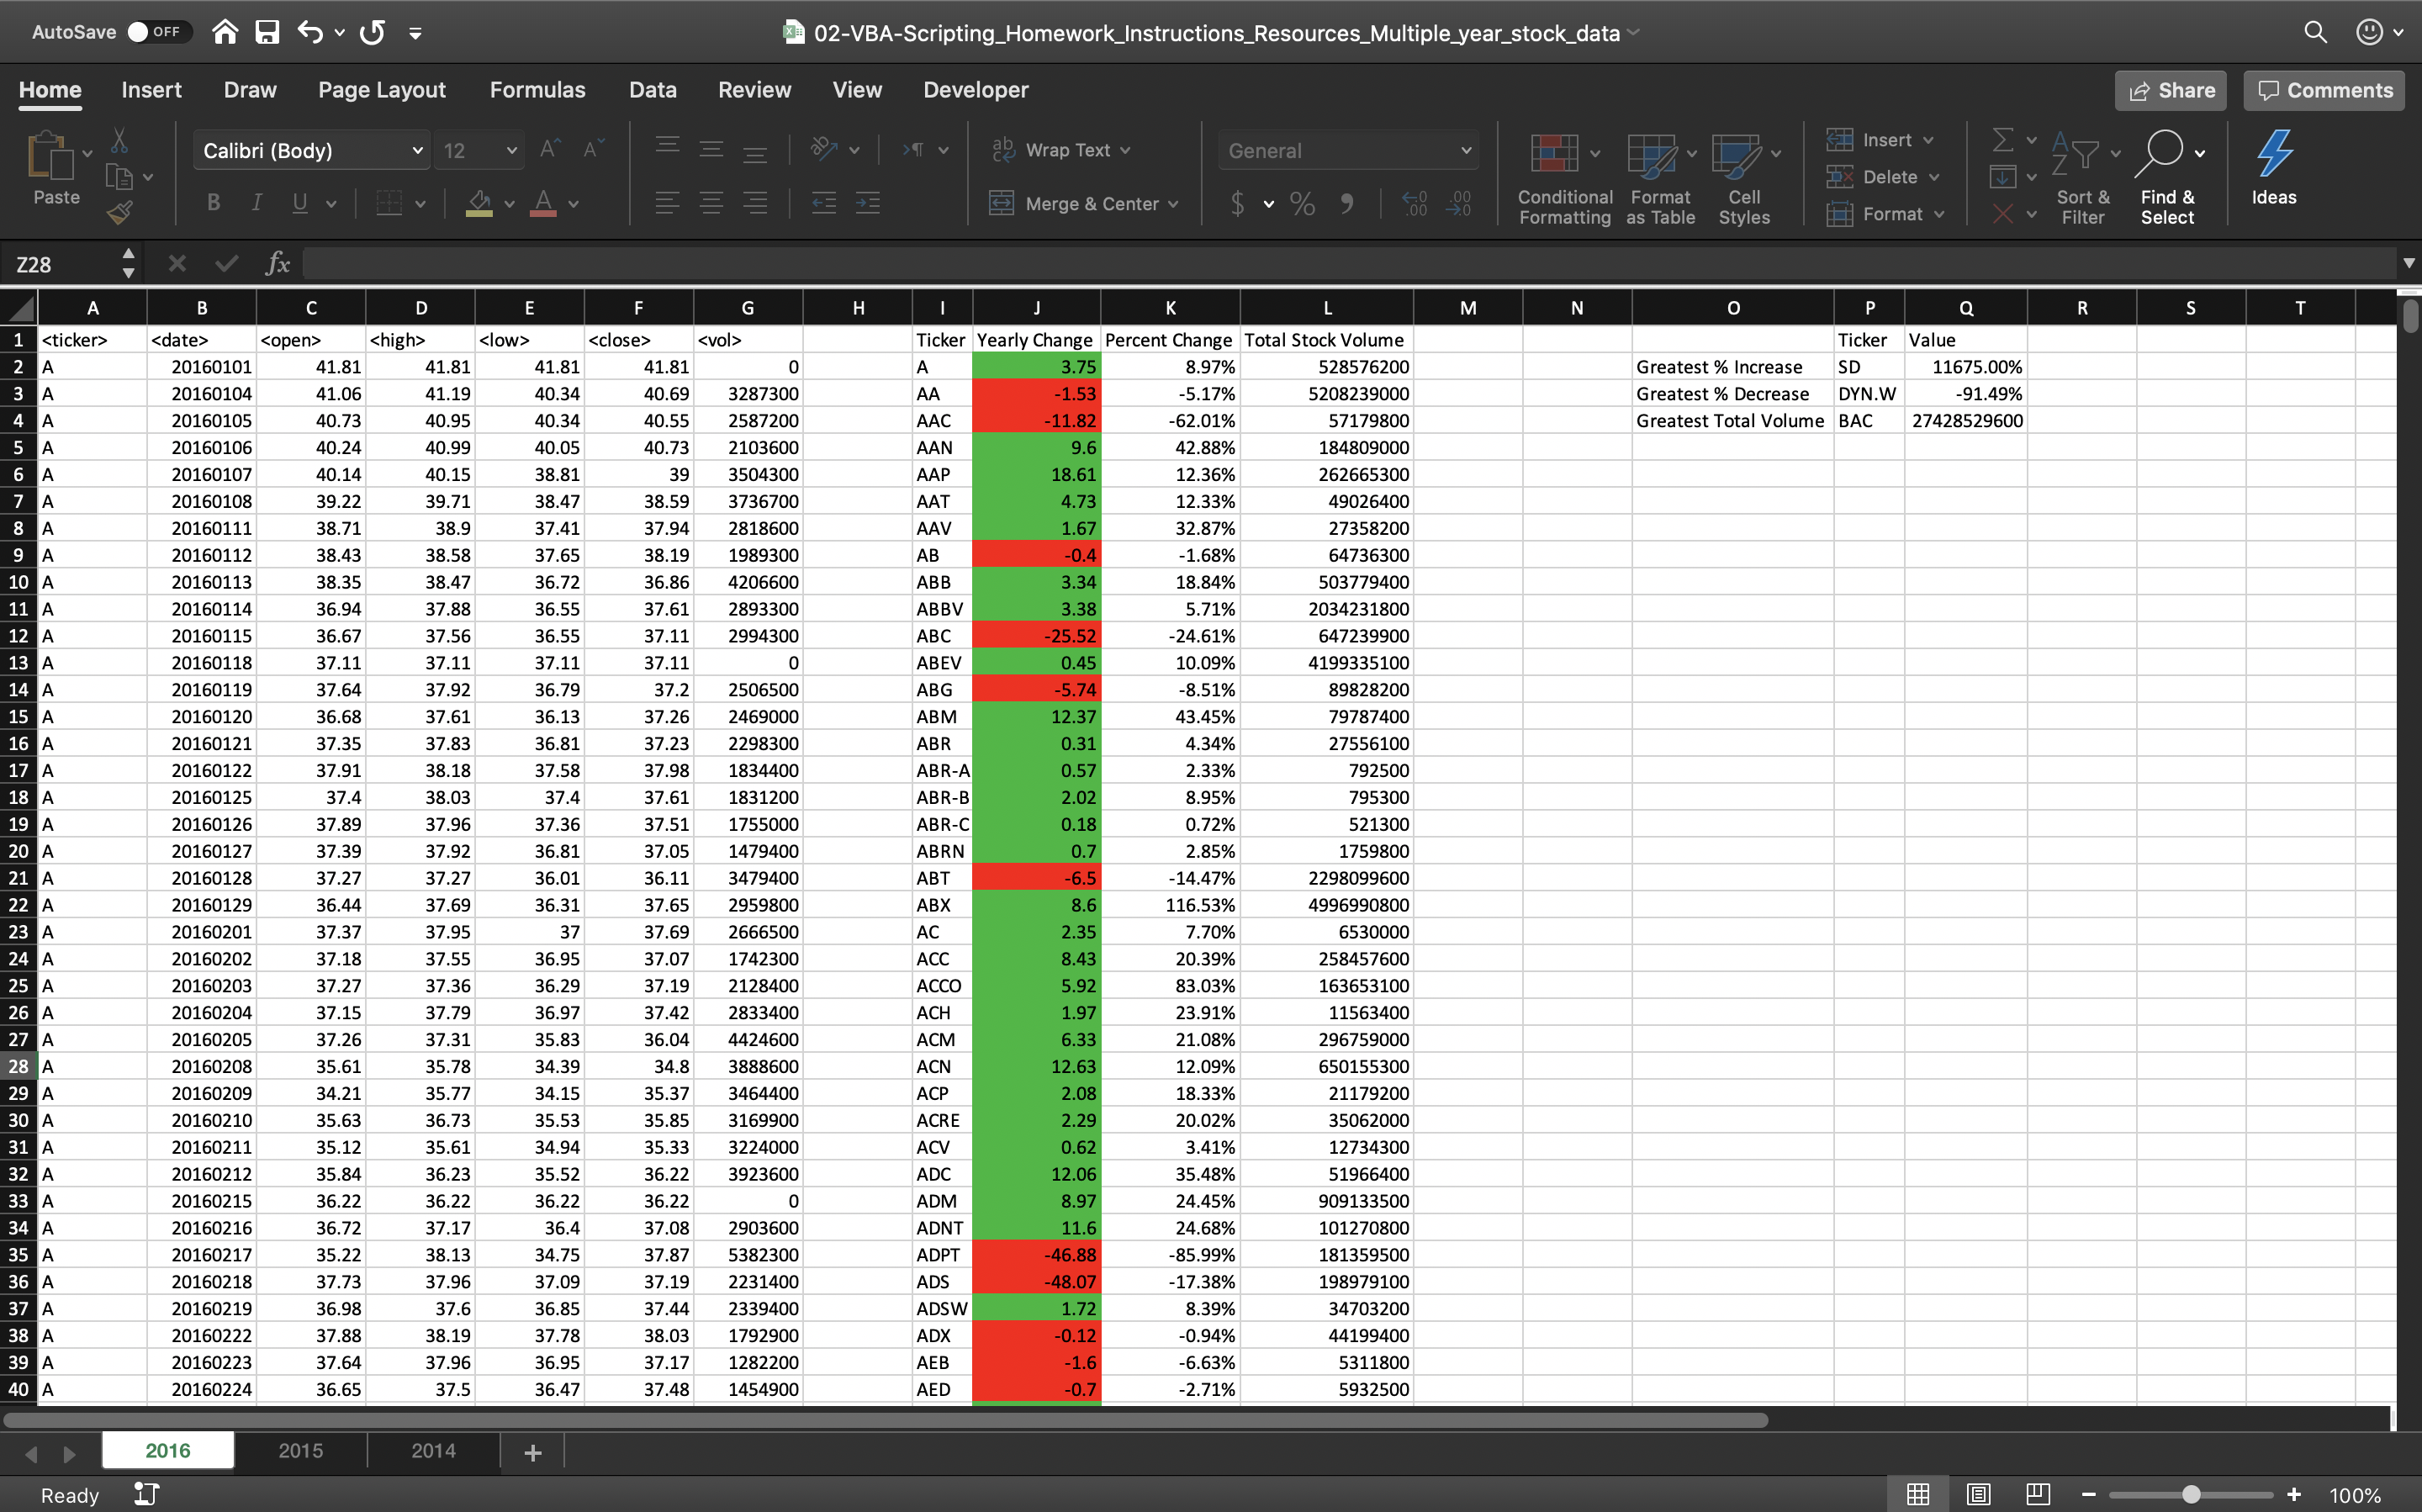 AutoSave OFF 02-VBA-Scripting_Homework_Instructions_Resources_Multiple_year_stock_data
Home Insert Draw Page Layout Formulas Data Review View Developer Share Comments
Calibri (Body) 12 Wrap Text General Insert
Paste Delete
B I U A Merge & Center $ % Conditional Formatting Format as Table Cell Styles Format Sort & Filter Find & Select Ideas
Z28 fx
A B C D E F G H I J K L M N O P Q R S T
1 <ticker> <date> <open> <high> <low> <close> <vol> Ticker Yearly Change Percent Change Total Stock Volume Ticker Value
2 A 20160101 41.81 41.81 41.81 41.81 0 A 3.75 8.97% 528576200 Greatest % Increase SD 11675.00%
3 A 20160104 41.06 41.19 40.34 40.69 3287300 AA -1.53 -5.17% 5208239000 Greatest % Decrease DYN.W -91.49%
4 A 20160105 40.73 40.95 40.34 40.55 2587200 AAC -11.82 -62.01% 57179800 Greatest Total Volume BAC 27428529600
5 A 20160106 40.24 40.99 40.05 40.73 2103600 AAN 9.6 42.88% 184809000
6 A 20160107 40.14 40.15 38.81 39 3504300 AAP 18.61 12.36% 262665300
7 A 20160108 39.22 39.71 38.47 38.59 3736700 AAT 4.73 12.33% 49026400
8 A 20160111 38.71 38.9 37.41 37.94 2818600 AAV 1.67 32.87% 27358200
9 A 20160112 38.43 38.58 37.65 38.19 1989300 AB -0.4 -1.68% 64736300
10 A 20160113 38.35 38.47 36.72 36.86 4206600 ABB 3.34 18.84% 503779400
11 A 20160114 36.94 37.88 36.55 37.61 2893300 ABBV 3.38 5.71% 2034231800
12 A 20160115 36.67 37.56 36.55 37.11 2994300 ABC -25.52 -24.61% 647239900
13 A 20160118 37.11 37.11 37.11 37.11 0 ABEV 0.45 10.09% 4199335100
14 A 20160119 37.64 37.92 36.79 37.2 2506500 ABG -5.74 -8.51% 89828200
15 A 20160120 36.68 37.61 36.13 37.26 2469000 ABM 12.37 43.45% 79787400
16 A 20160121 37.35 37.83 36.81 37.23 2298300 ABR 0.31 4.34% 27556100
17 A 20160122 37.91 38.18 37.58 37.98 1834400 ABR-A 0.57 2.33% 792500
18 A 20160125 37.4 38.03 37.4 37.61 1831200 ABR-B 2.02 8.95% 795300
19 A 20160126 37.89 37.96 37.36 37.51 1755000 ABR-C 0.18 0.72% 521300
20 A 20160127 37.39 37.92 36.81 37.05 1479400 ABRN 0.7 2.85% 1759800
21 A 20160128 37.27 37.27 36.01 36.11 3479400 ABT -6.5 -14.47% 2298099600
22 A 20160129 36.44 37.69 36.31 37.65 2959800 ABX 8.6 116.53% 4996990800
23 A 20160201 37.37 37.95 37 37.69 2666500 AC 2.35 7.70% 6530000
24 A 20160202 37.18 37.55 36.95 37.07 1742300 ACC 8.43 20.39% 258457600
25 A 20160203 37.27 37.36 36.29 37.19 2128400 ACCO 5.92 83.03% 163653100
26 A 20160204 37.15 37.79 36.97 37.42 2833400 ACH 1.97 23.91% 11563400
27 A 20160205 37.26 37.31 35.83 36.04 4424600 ACM 6.33 21.08% 296759000
28 A 20160208 35.61 35.78 34.39 34.8 3888600 ACN 12.63 12.09% 650155300
29 A 20160209 34.21 35.77 34.15 35.37 3464400 ACP 2.08 18.33% 21179200
30 A 20160210 35.63 36.73 35.53 35.85 3169900 ACRE 2.29 20.02% 35062000
31 A 20160211 35.12 35.61 34.94 35.33 3224000 ACV 0.62 3.41% 12734300
32 A 20160212 35.84 36.23 35.52 36.22 3923600 ADC 12.06 35.48% 51966400
33 A 20160215 36.22 36.22 36.22 36.22 0 ADM 8.97 24.45% 909133500
34 A 20160216 36.72 37.17 36.4 37.08 2903600 ADNT 11.6 24.68% 101270800
35 A 20160217 35.22 38.13 34.75 37.87 5382300 ADPT -46.88 -85.99% 181359500
36 A 20160218 37.73 37.96 37.09 37.19 2231400 ADS -48.07 -17.38% 198979100
37 A 20160219 36.98 37.6 36.85 37.44 2339400 ADSW 1.72 8.39% 34703200
38 A 20160222 37.88 38.19 37.78 38.03 1792900 ADX -0.12 -0.94% 44199400
39 A 20160223 37.64 37.96 36.95 37.17 1282200 AEB -1.6 -6.63% 5311800
40 A 20160224 36.65 37.5 36.47 37.48 1454900 AED -0.7 -2.71% 5932500
2016 2015 2014 +
Ready 100%